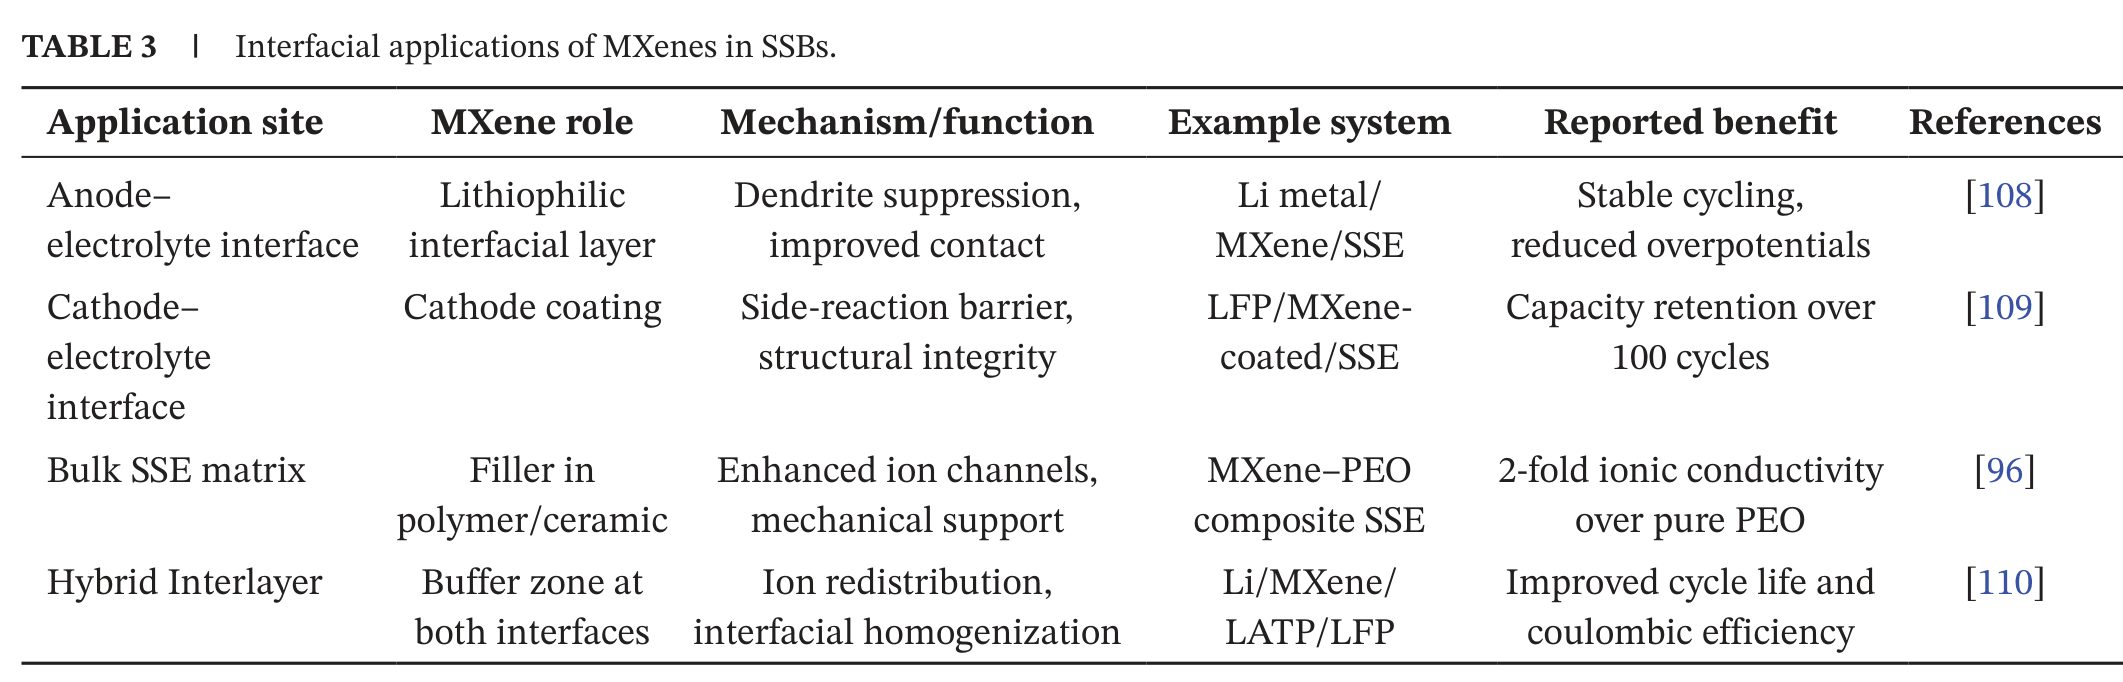 TABLE 3 | Interfacial applications of MXenes in SSBs.
Application site MXene role Mechanism/function Example system Reported benefit References
Anode– Lithiophilic Dendrite suppression, Li metal/ Stable cycling, [108]
electrolyte interface interfacial layer improved contact MXene/SSE reduced overpotentials
Cathode– Cathode coating Side-reaction barrier, LFP/MXene- Capacity retention over [109]
electrolyte structural integrity coated/SSE 100 cycles
interface
Bulk SSE matrix Filler in Enhanced ion channels, MXene–PEO 2-fold ionic conductivity [96]
polymer/ceramic mechanical support composite SSE over pure PEO
Hybrid Interlayer Buffer zone at Ion redistribution, Li/MXene/ Improved cycle life and [110]
both interfaces interfacial homogenization LATP/LFP coulombic efficiency